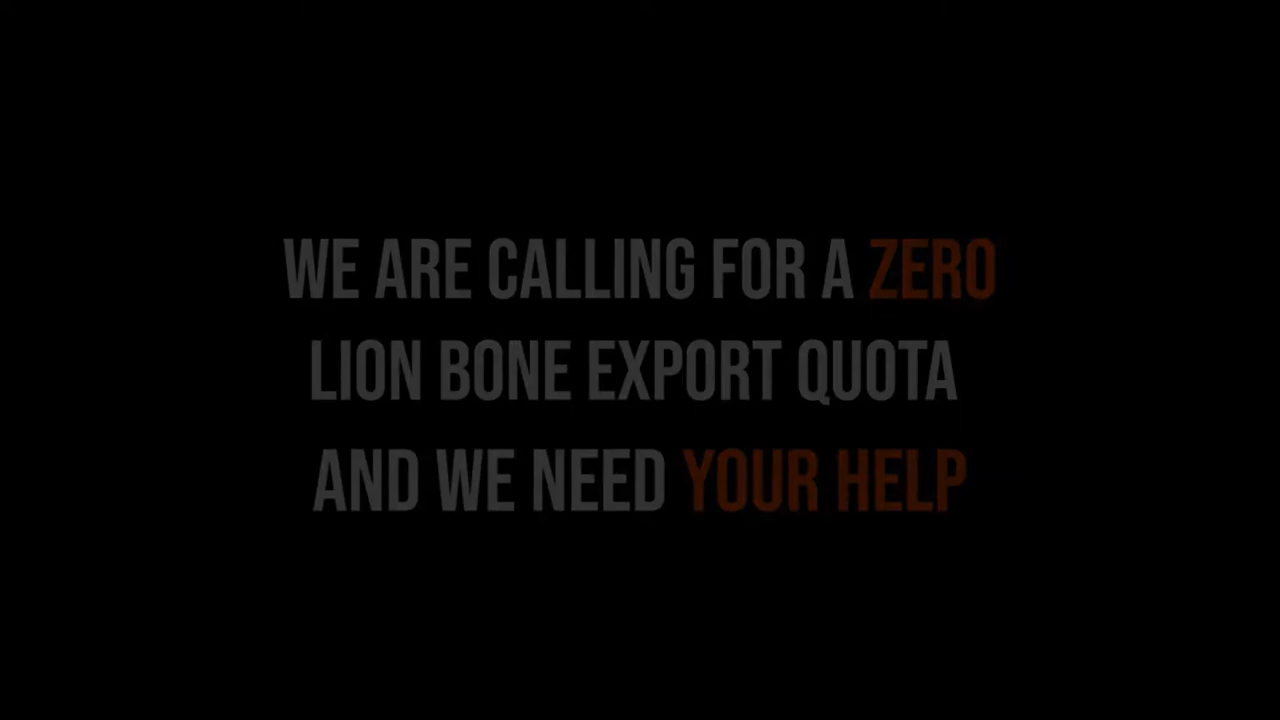 WE ARE CALLING FOR A ZERO
LION BONE EXPORT QUOTA
AND WE NEED YOUR HELP